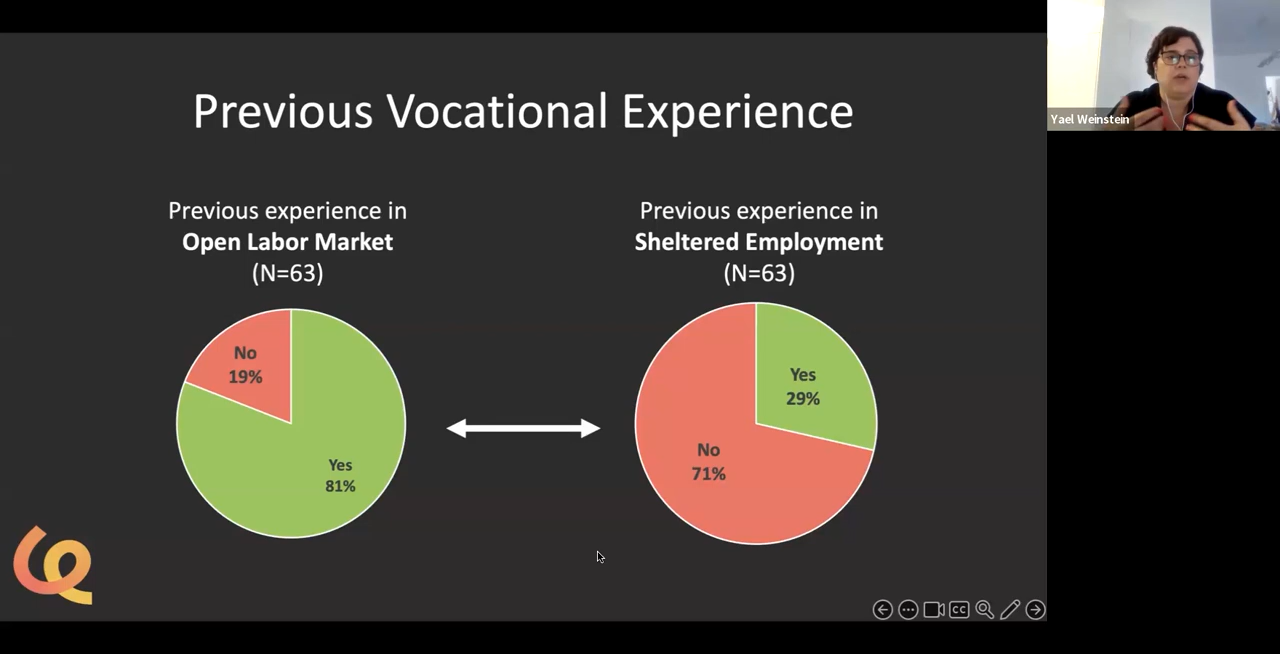 Previous Vocational Experience
Previous experience in
Open Labor Market
(N=63)
Previous experience in
Sheltered Employment
(N=63)
No
19%
Yes
81%
Yes
29%
No
71%
Yael Weinstein
CC